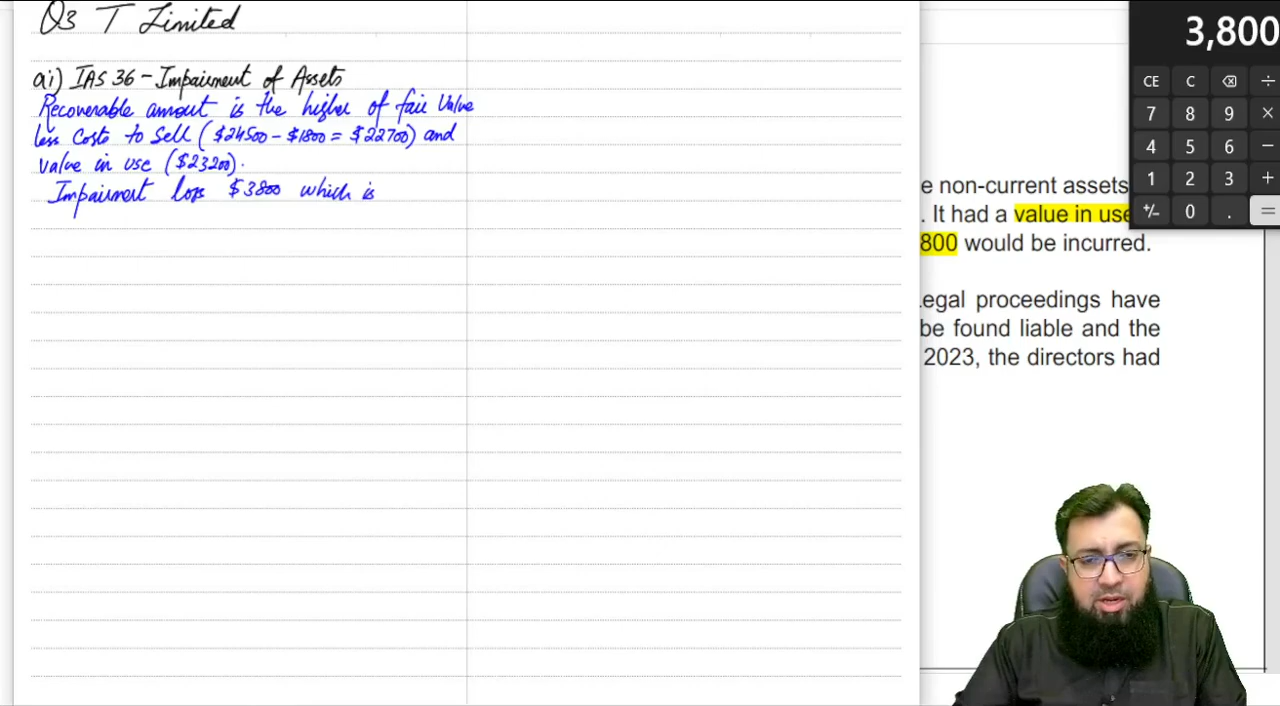 Q3 T Limited
ai) IAS 36 - Impairment of Assets
Recoverable amout is the higher of fair Value
less costs to sell ($24500 - $1800 = $22700) and
value in use ($23200).
Impairment loss $3800 which is
3,800
CE C ⌫ ÷
7 8 9 ×
4 5 6 −
1 2 3 +
+/- 0 . =
e non-current assets
. It had a value in use
800 would be incurred.
Legal proceedings have
be found liable and the
2023, the directors had